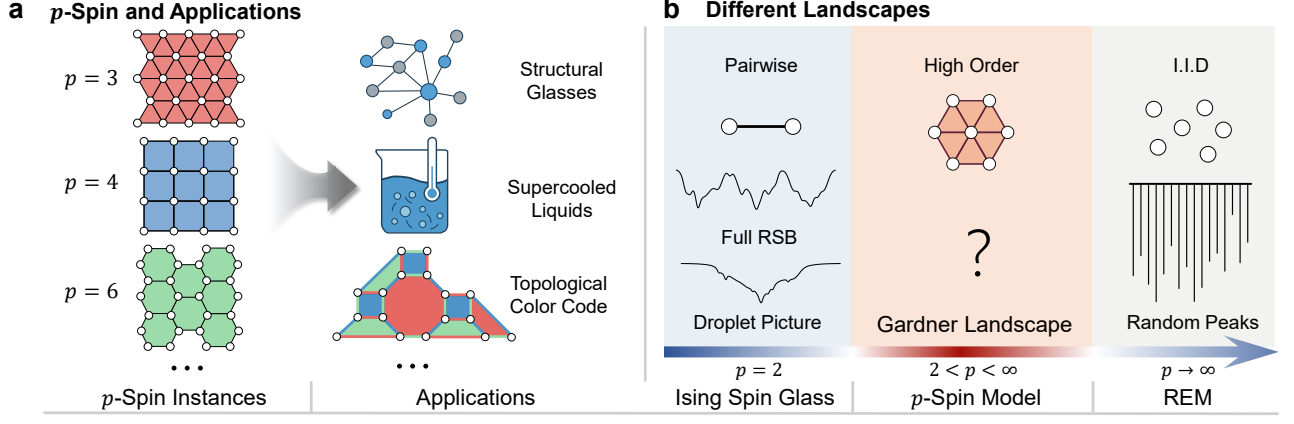 a p-Spin and Applications
p = 3
p = 4
p = 6
Structural
Glasses
Supercooled
Liquids
Topological
Color Code
...
...
p-Spin Instances
Applications
b Different Landscapes
Pairwise
Full RSB
Droplet Picture
High Order
?
Gardner Landscape
I.I.D
Random Peaks
p = 2
2 < p < ∞
p → ∞
Ising Spin Glass
p-Spin Model
REM